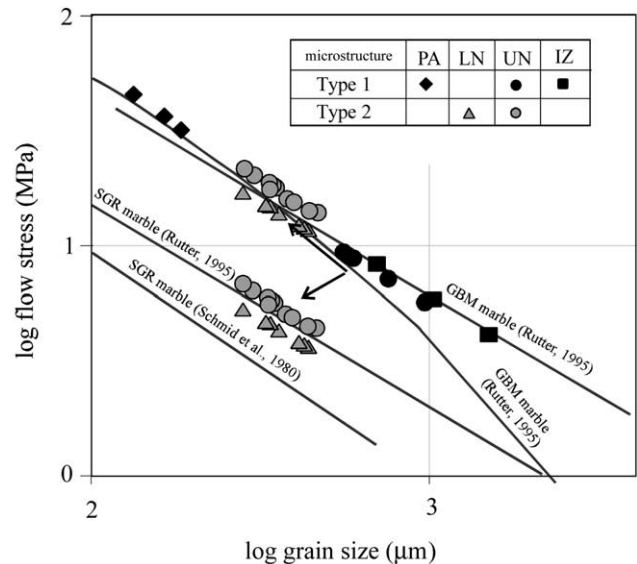 2
microstructure PA LN UN IZ
Type 1
Type 2
SGR marble (Rutter, 1995)
1
log flow stress (MPa)
SGR marble (Schmid et al., 1980)
GBM marble (Rutter, 1995)
GBM marble
(Rutter, 1995)
0
2
3
log grain size (μm)